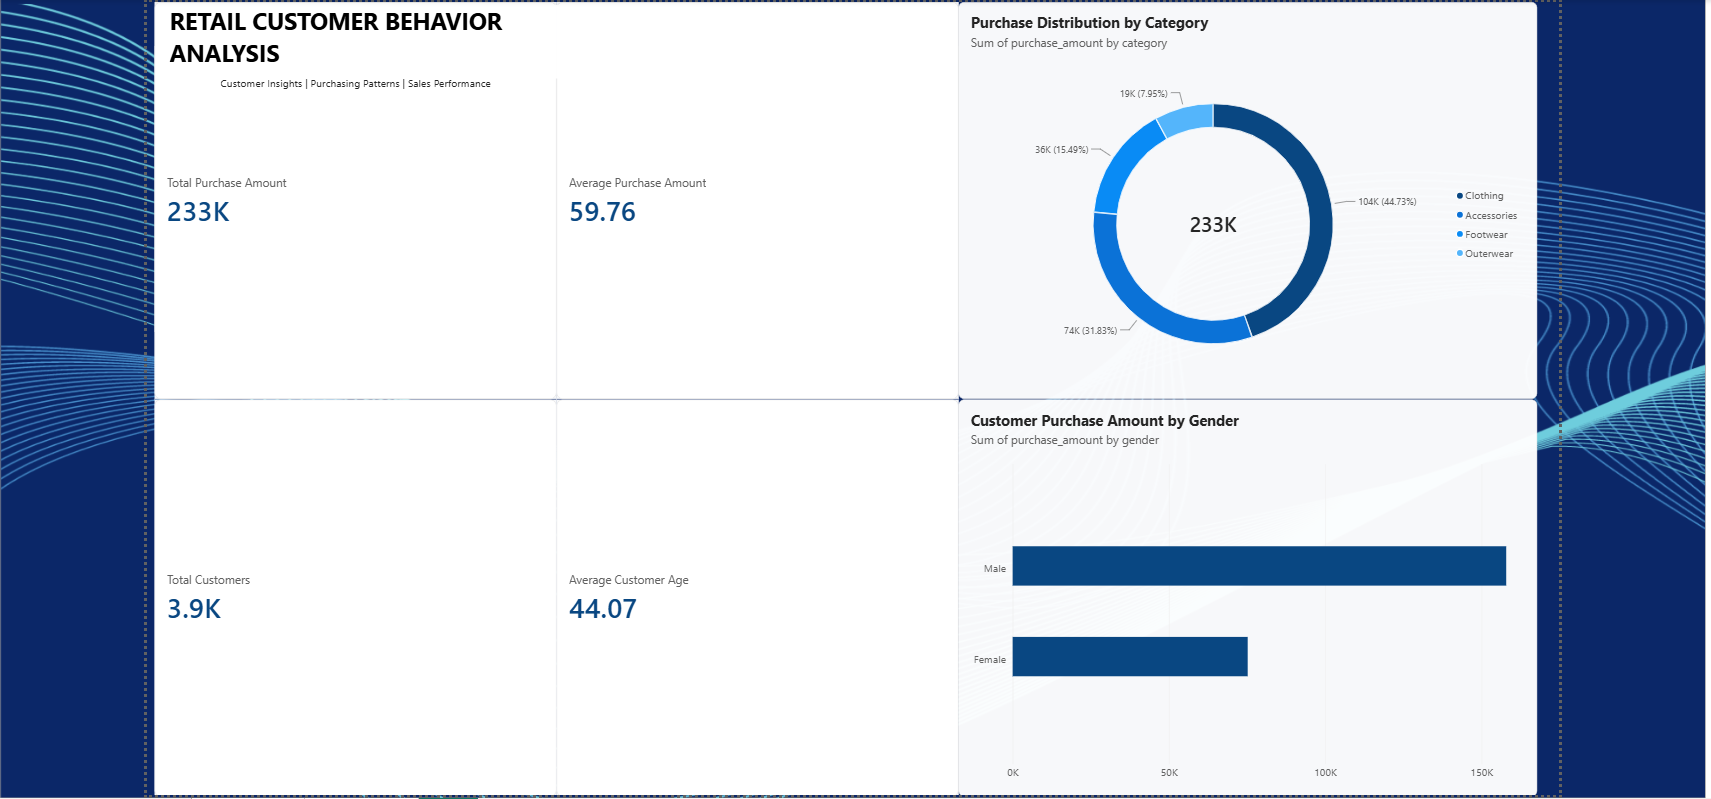 RETAIL CUSTOMER BEHAVIOR
ANALYSIS
Customer Insights | Purchasing Patterns | Sales Performance
Total Purchase Amount
233K
Average Purchase Amount
59.76
Total Customers
3.9K
Average Customer Age
44.07
Purchase Distribution by Category
Sum of purchase_amount by category
19K (7.95%)
36K (15.49%)
104K (44.73%)
233K
74K (31.83%)
Clothing
Accessories
Footwear
Outerwear
Customer Purchase Amount by Gender
Sum of purchase_amount by gender
Male
Female
0K
50K
100K
150K